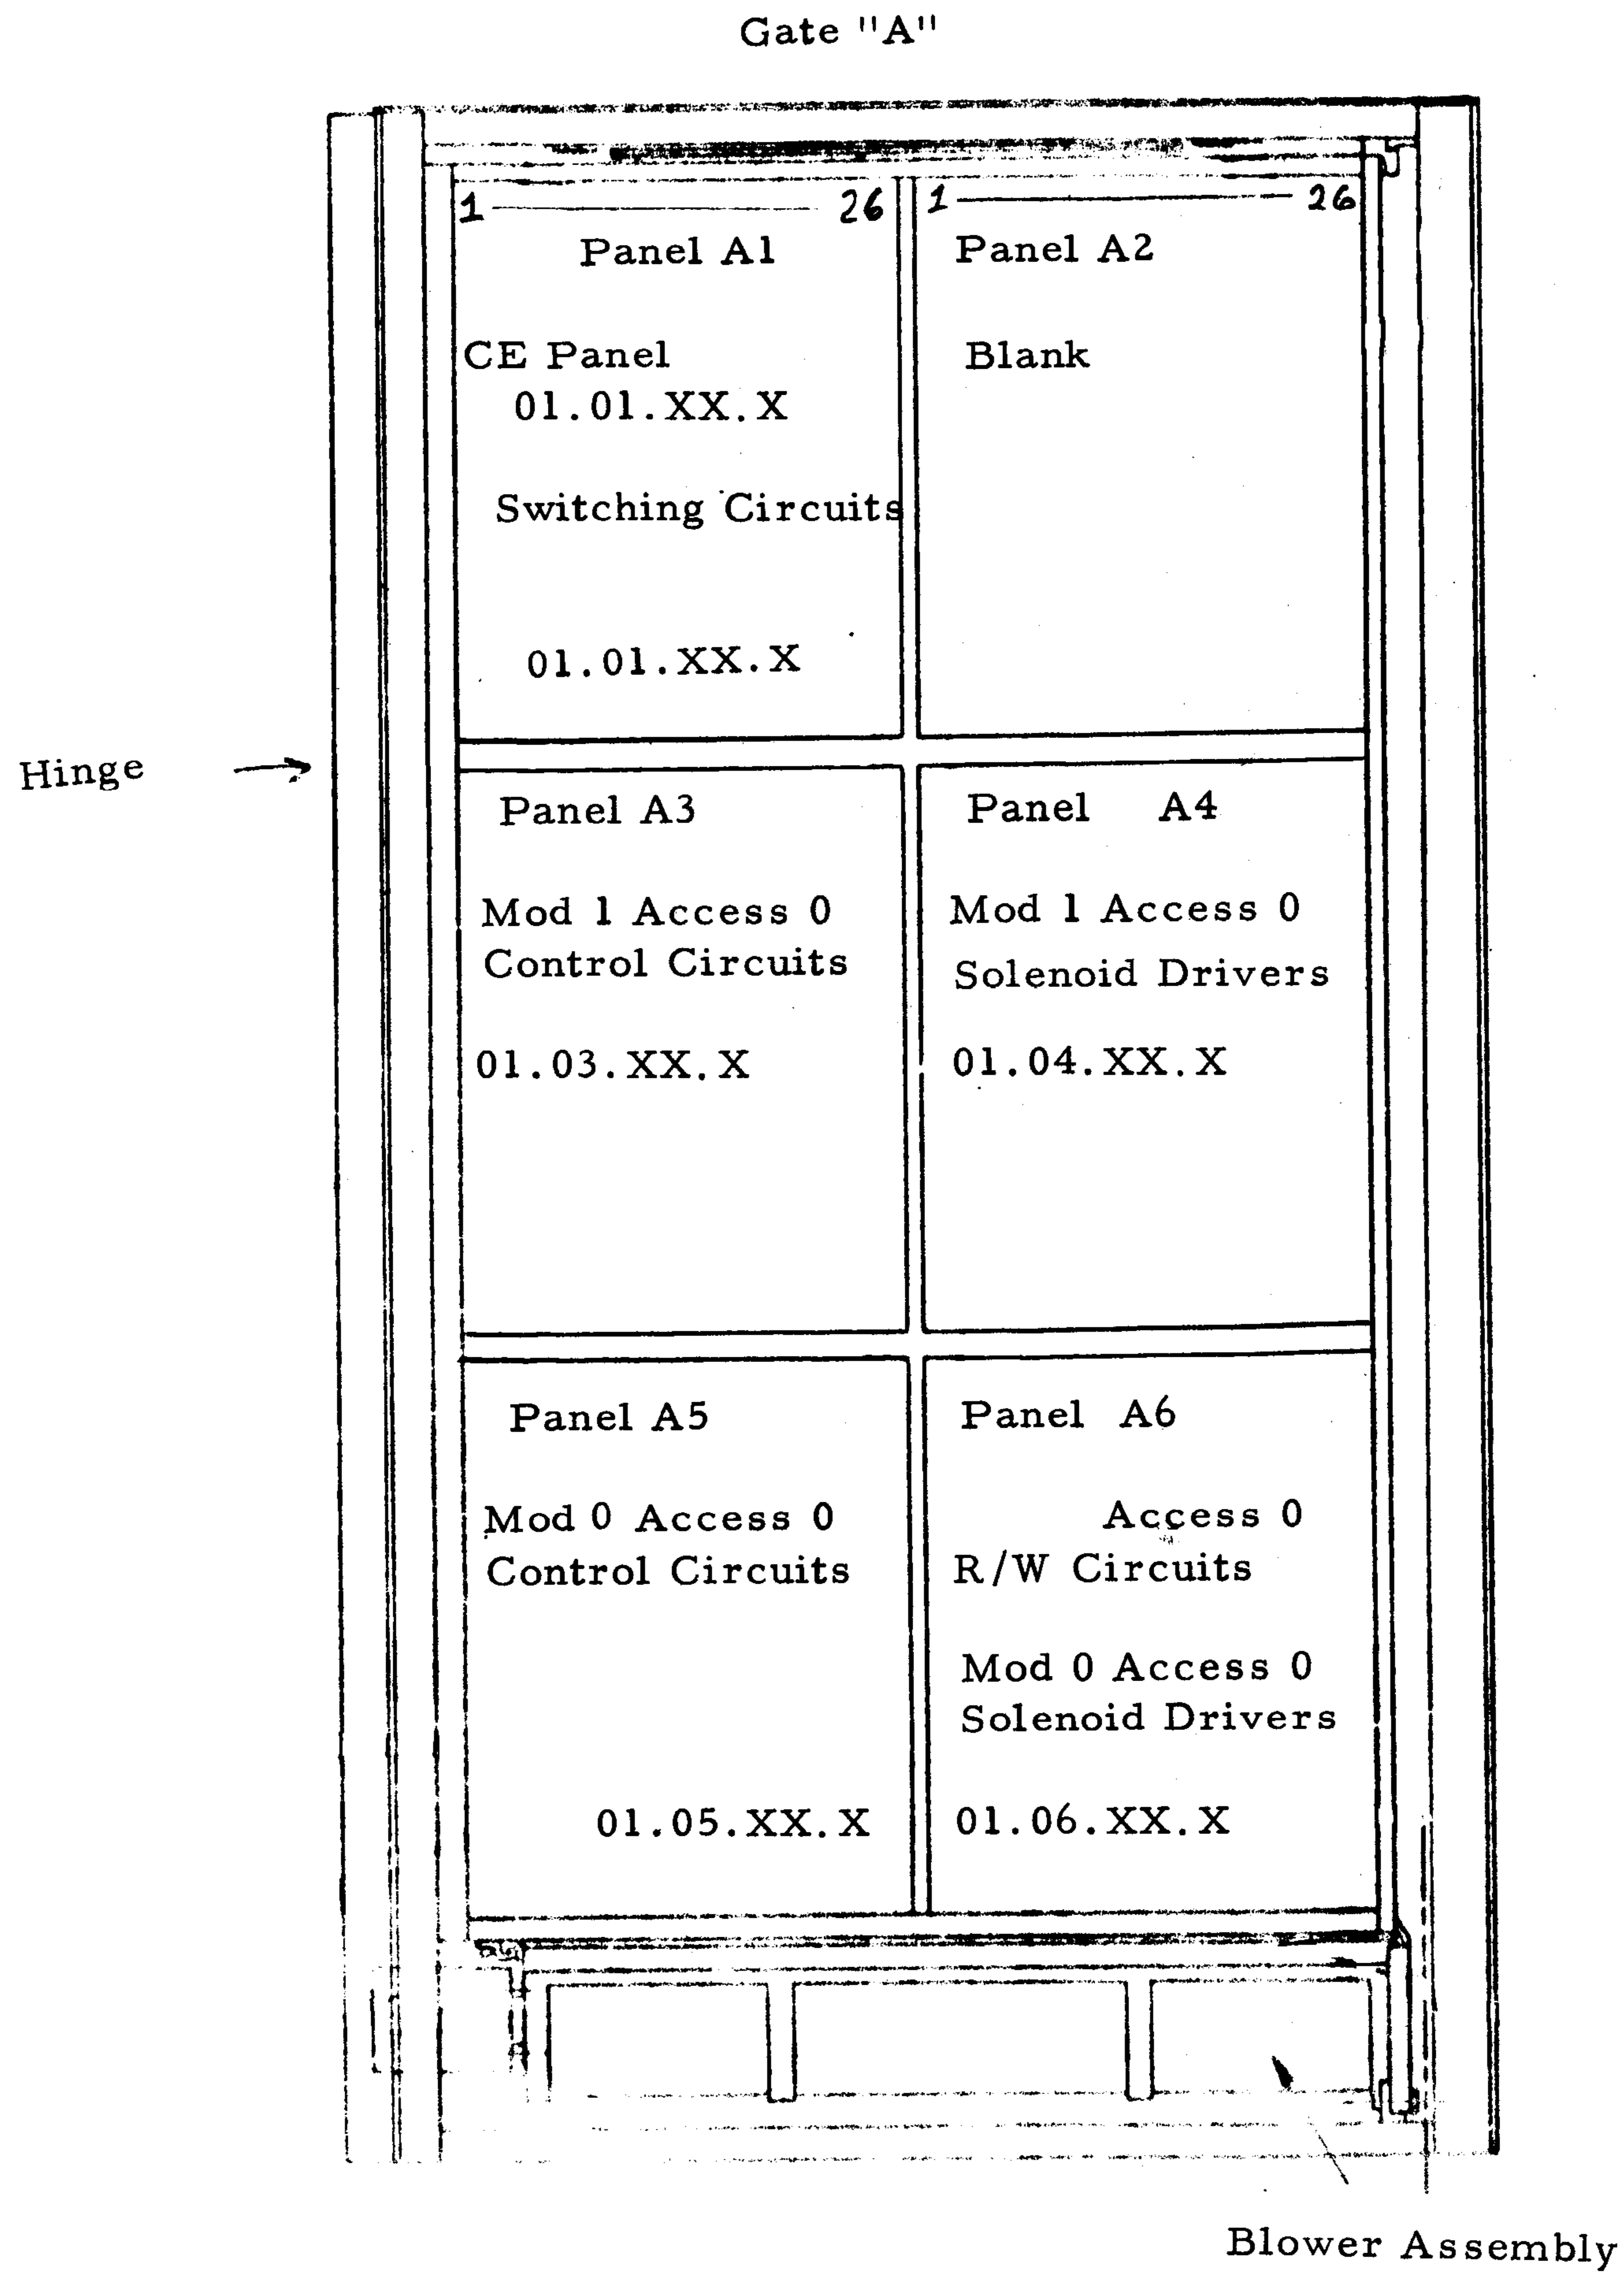 Gate "A"
1 26
Panel A1
CE Panel
01.01.XX.X
Switching Circuits
01.01.XX.X
1 26
Panel A2
Blank
Hinge
Panel A3
Mod 1 Access 0
Control Circuits
01.03.XX.X
Panel A4
Mod 1 Access 0
Solenoid Drivers
01.04.XX.X
Panel A5
Mod 0 Access 0
Control Circuits
01.05.XX.X
Panel A6
Access 0
R/W Circuits
Mod 0 Access 0
Solenoid Drivers
01.06.XX.X
Blower Assembly